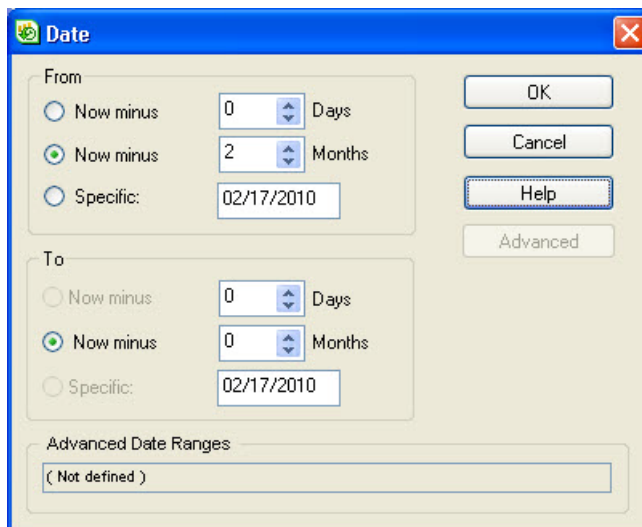 Date
From
Now minus 0 Days
Now minus 2 Months
Specific: 02/17/2010
OK
Cancel
Help
Advanced
To
Now minus 0 Days
Now minus 0 Months
Specific: 02/17/2010
Advanced Date Ranges
( Not defined )